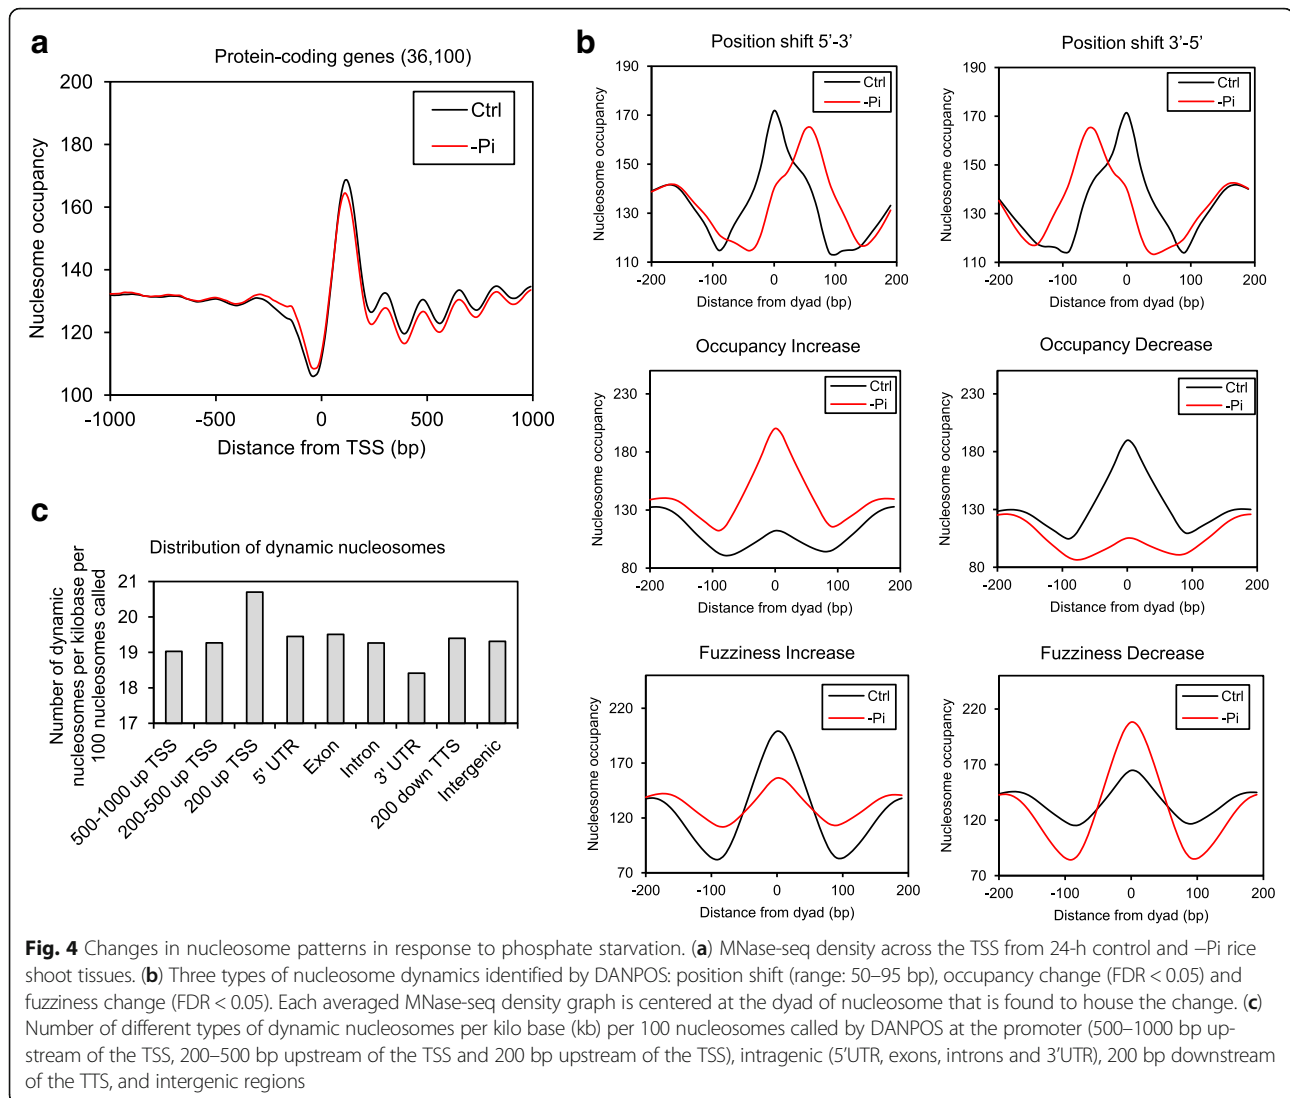 a
Protein-coding genes (36,100)
200
180
160
140
120
100
Nuclesome occupancy
Ctrl
-Pi
-1000
-500
0
500
1000
Distance from TSS (bp)
b
Position shift 5'-3'
190
170
150
130
110
Nucleosome occupancy
Ctrl
-Pi
-200
-100
0
100
200
Distance from dyad (bp)
Position shift 3'-5'
190
170
150
130
110
Nucleosome occupancy
Ctrl
-Pi
-200
-100
0
100
200
Distance from dyad (bp)
Occupancy Increase
230
180
130
80
Nucleosome occupancy
Ctrl
-Pi
-200
-100
0
100
200
Distance from dyad (bp)
Occupancy Decrease
230
180
130
80
Nucleosome occupancy
Ctrl
-Pi
-200
-100
0
100
200
Distance from dyad (bp)
Fuzziness Increase
220
170
120
70
Nucleosome occupancy
Ctrl
-Pi
-200
-100
0
100
200
Distance from dyad (bp)
Fuzziness Decrease
220
170
120
70
Nucleosome occupancy
Ctrl
-Pi
-200
-100
0
100
200
Distance from dyad (bp)
c
Distribution of dynamic nucleosomes
Number of dynamic
nucleosomes per kilobase per
100 nucleosomes called
21
20
19
18
17
500-1000 up TSS
200-500 up TSS
200 up TSS
5' UTR
Exon
Intron
3' UTR
200 down TTS
Intergenic
Fig. 4 Changes in nucleosome patterns in response to phosphate starvation. (a) MNase-seq density across the TSS from 24-h control and −Pi rice
shoot tissues. (b) Three types of nucleosome dynamics identified by DANPOS: position shift (range: 50–95 bp), occupancy change (FDR < 0.05) and
fuzziness change (FDR < 0.05). Each averaged MNase-seq density graph is centered at the dyad of nucleosome that is found to house the change. (c)
Number of different types of dynamic nucleosomes per kilo base (kb) per 100 nucleosomes called by DANPOS at the promoter (500–1000 bp up-
stream of the TSS, 200–500 bp upstream of the TSS and 200 bp upstream of the TSS), intragenic (5'UTR, exons, introns and 3'UTR), 200 bp downstream
of the TTS, and intergenic regions